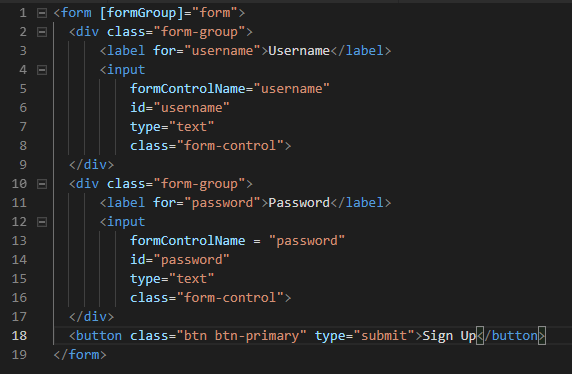 1 <form [formGroup]="form">
2 <div class="form-group">
3 <label for="username">Username</label>
4 <input
5 formControlName="username"
6 id="username"
7 type="text"
8 class="form-control">
9 </div>
10 <div class="form-group">
11 <label for="password">Password</label>
12 <input
13 formControlName = "password"
14 id="password"
15 type="text"
16 class="form-control">
17 </div>
18 <button class="btn btn-primary" type="submit">Sign Up</button>
19 </form>